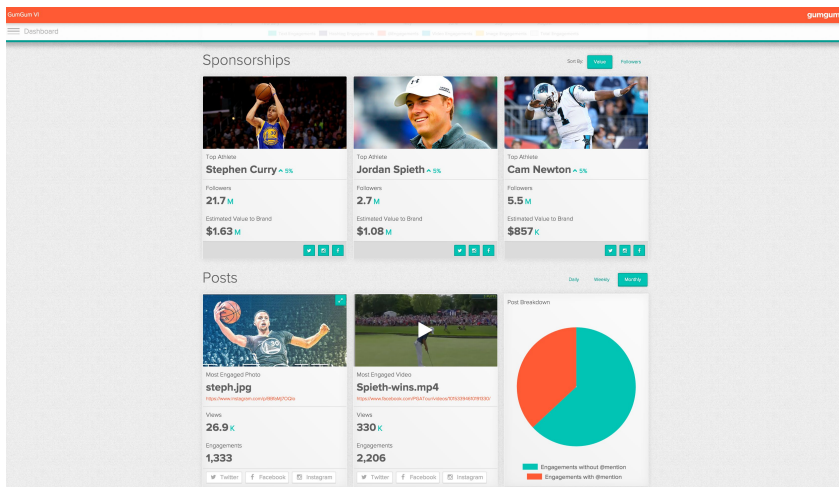 GumGum VI
gumgum
Dashboard
Sponsorships
Sort By: Value Followers
Top Athlete
Stephen Curry 5%
Followers
21.7 M
Estimated Value to Brand
$1.63 M
Top Athlete
Jordan Spieth 5%
Followers
2.7 M
Estimated Value to Brand
$1.08 M
Top Athlete
Cam Newton 5%
Followers
5.5 M
Estimated Value to Brand
$857 K
Posts
Daily Weekly Monthly
Most Engaged Photo
steph.jpg
Views
26.9 K
Engagements
1,333
Twitter Facebook Instagram
Most Engaged Video
Spieth-wins.mp4
Views
330 K
Engagements
2,206
Twitter Facebook Instagram
Post Breakdown
Engagements without @mention
Engagements with @mention